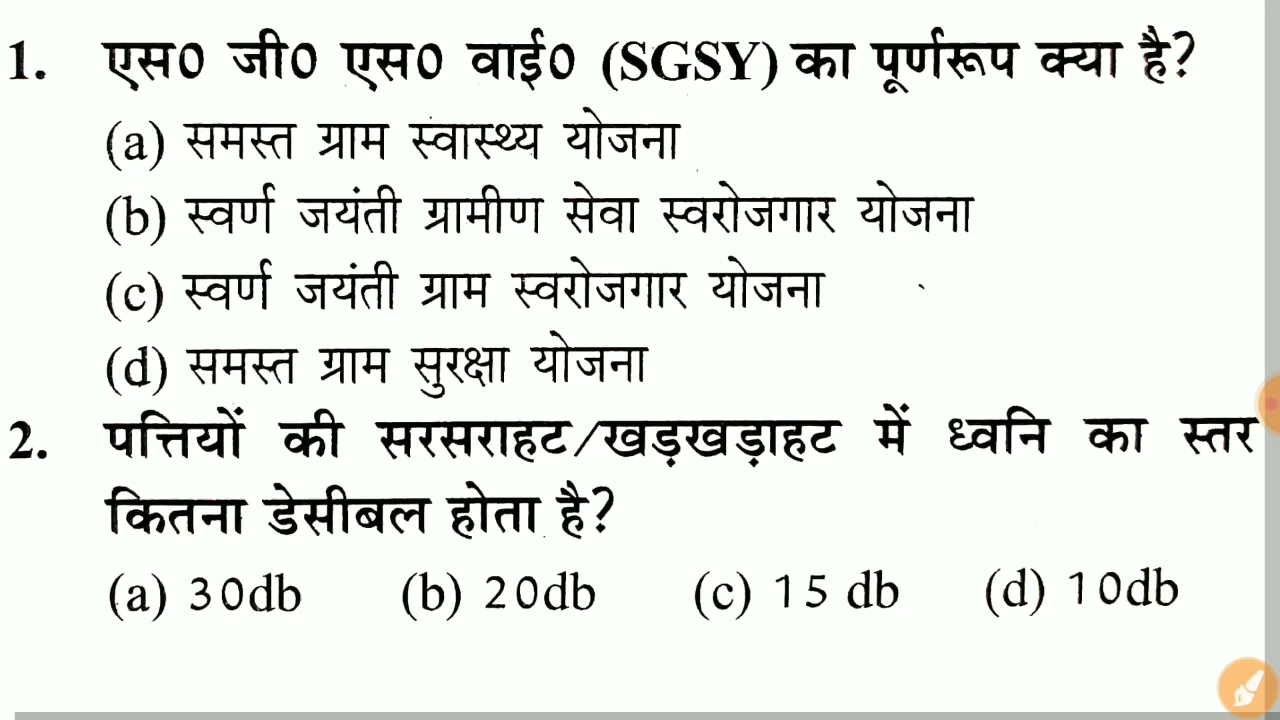 1. एस0 जी0 एस0 वाई0 (SGSY) का पूर्णरूप क्या है?
(a) समस्त ग्राम स्वास्थ्य योजना
(b) स्वर्ण जयंती ग्रामीण सेवा स्वरोजगार योजना
(c) स्वर्ण जयंती ग्राम स्वरोजगार योजना
(d) समस्त ग्राम सुरक्षा योजना
2. पत्तियों की सरसराहट/खड़खड़ाहट में ध्वनि का स्तर
कितना डेसीबल होता है?
(a) 30db (b) 20db (c) 15 db (d) 10db